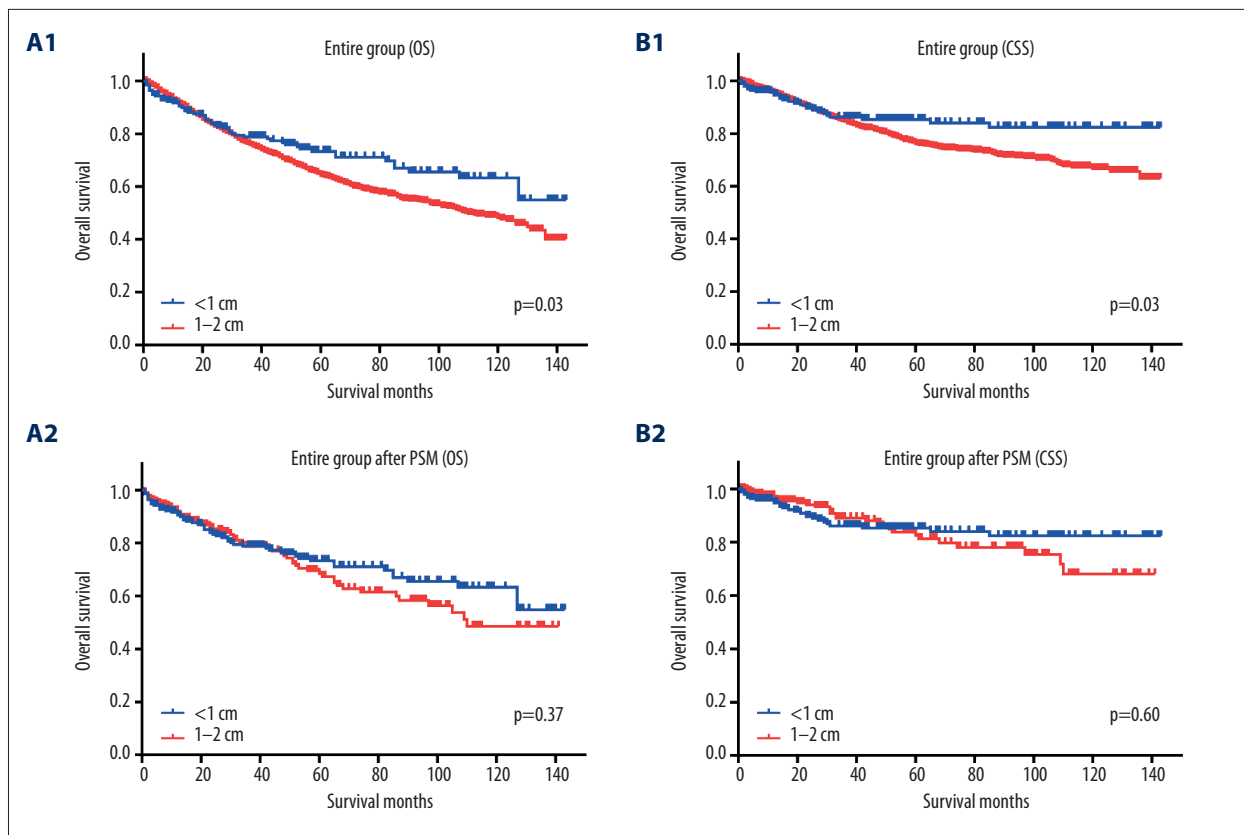 A1
Entire group (OS)
1.0
0.8
0.6
0.4
0.2
0.0
Overall survival
<1 cm
1–2 cm
p=0.03
0 20 40 60 80 100 120 140
Survival months
B1
Entire group (CSS)
1.0
0.8
0.6
0.4
0.2
0.0
Overall survival
<1 cm
1–2 cm
p=0.03
0 20 40 60 80 100 120 140
Survival months
A2
Entire group after PSM (OS)
1.0
0.8
0.6
0.4
0.2
0.0
Overall survival
<1 cm
1–2 cm
p=0.37
0 20 40 60 80 100 120 140
Survival months
B2
Entire group after PSM (CSS)
1.0
0.8
0.6
0.4
0.2
0.0
Overall survival
<1 cm
1–2 cm
p=0.60
0 20 40 60 80 100 120 140
Survival months